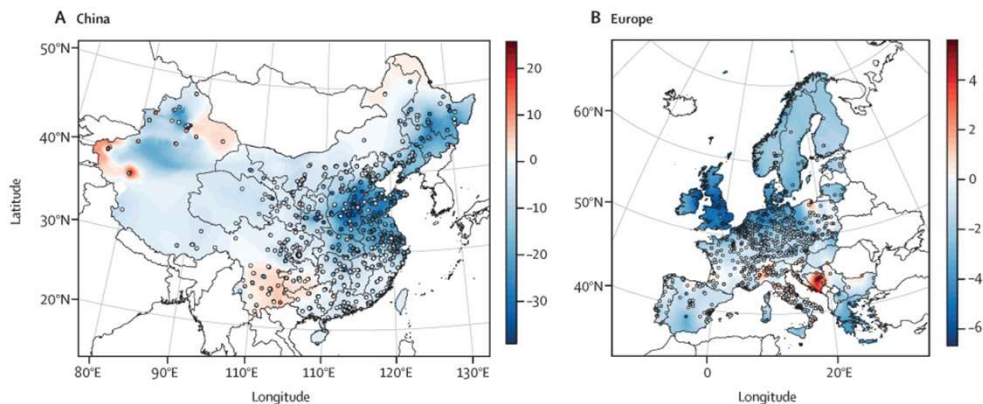 A China
50°N
40°N
30°N
20°N
Latitude
80°E
90°E
110°E
110°E
120°E
130°E
Longitude
20
10
0
−10
−20
−30
B Europe
60°N
50°N
40°N
0
20°E
Longitude
4
2
0
−2
−4
−6